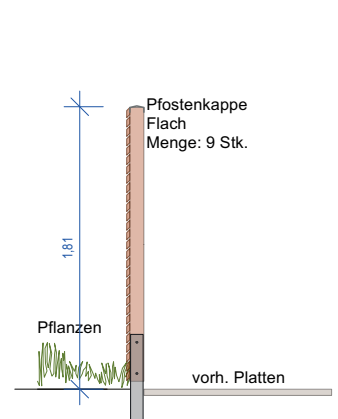 Pfostenkappe
Flach
Menge: 9 Stk.
1,81
Pflanzen
vorh. Platten